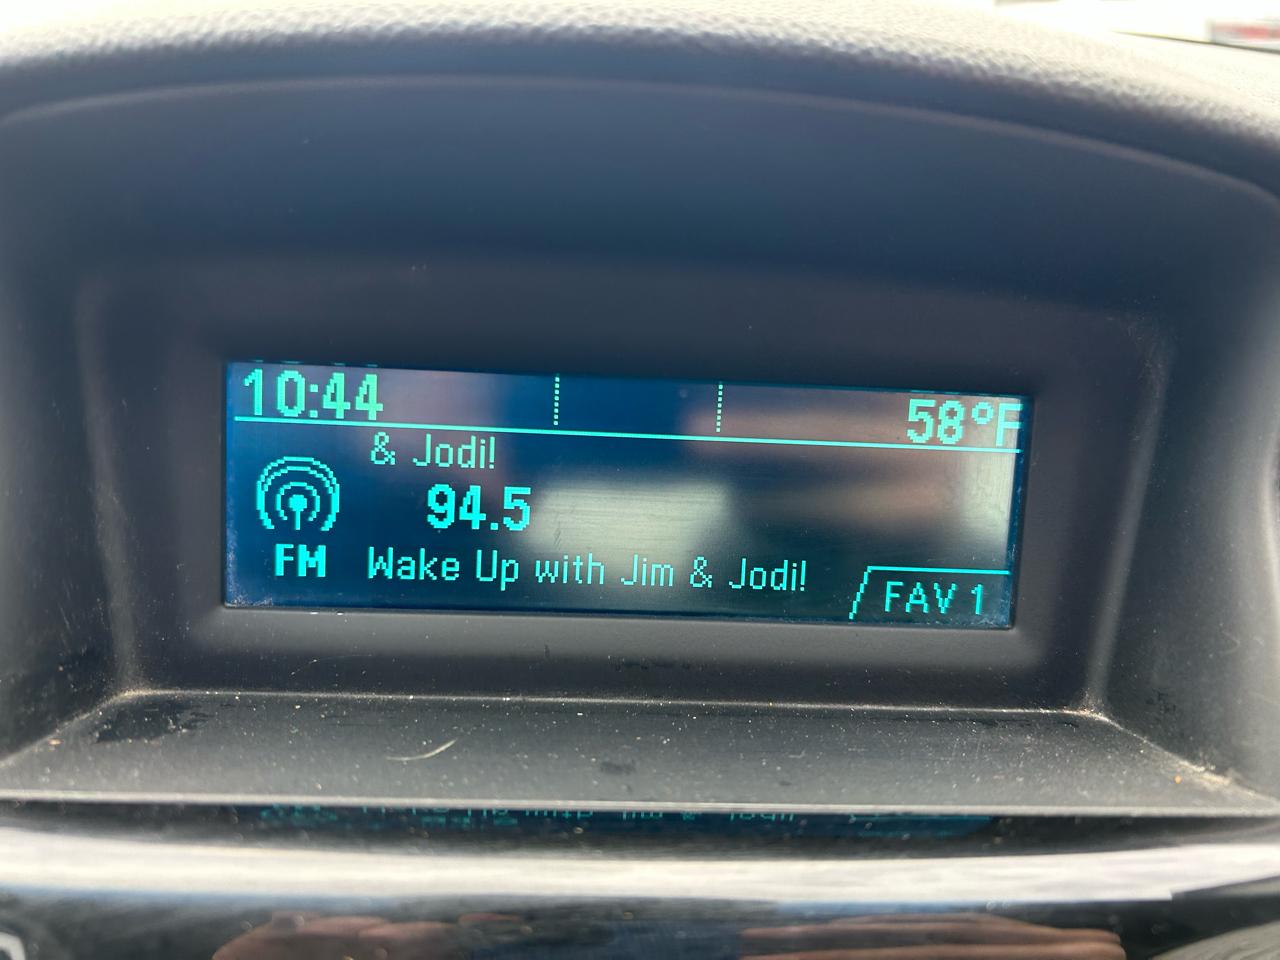 10:44 58°F
& Jodi!
94.5
FM Wake Up with Jim & Jodi!
FAV 1